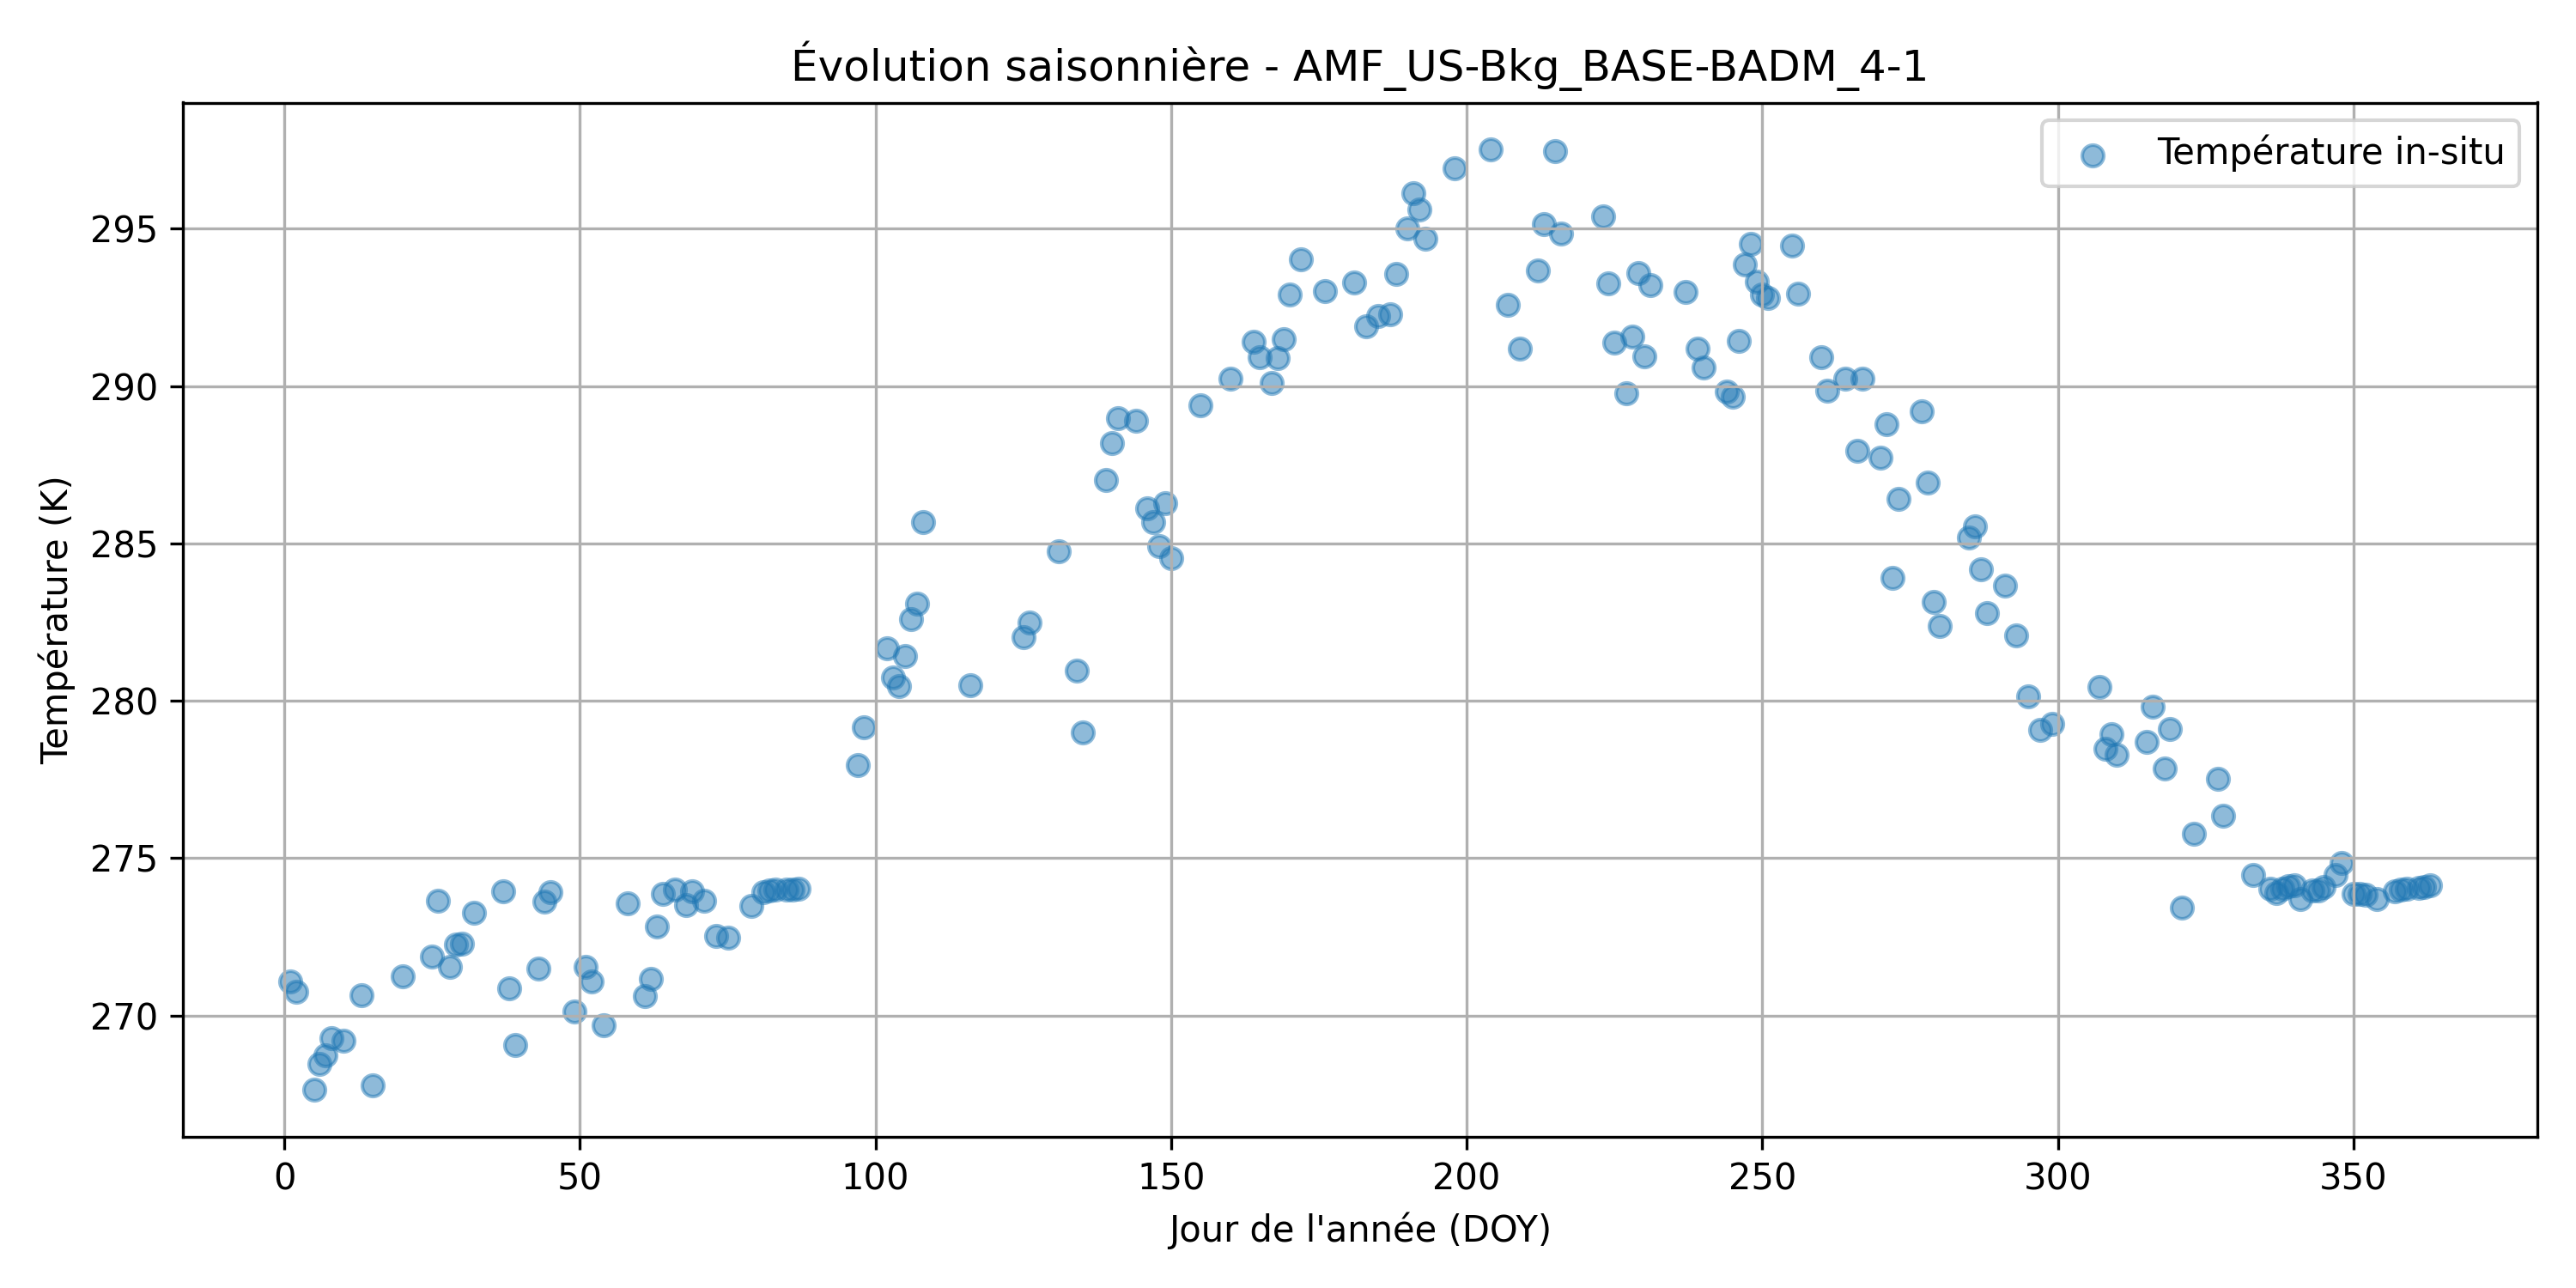 Évolution saisonnière - AMF_US-Bkg_BASE-BADM_4-1
Température in-situ
Température (K)
295
290
285
280
275
270
0 50 100 150 200 250 300 350
Jour de l'année (DOY)